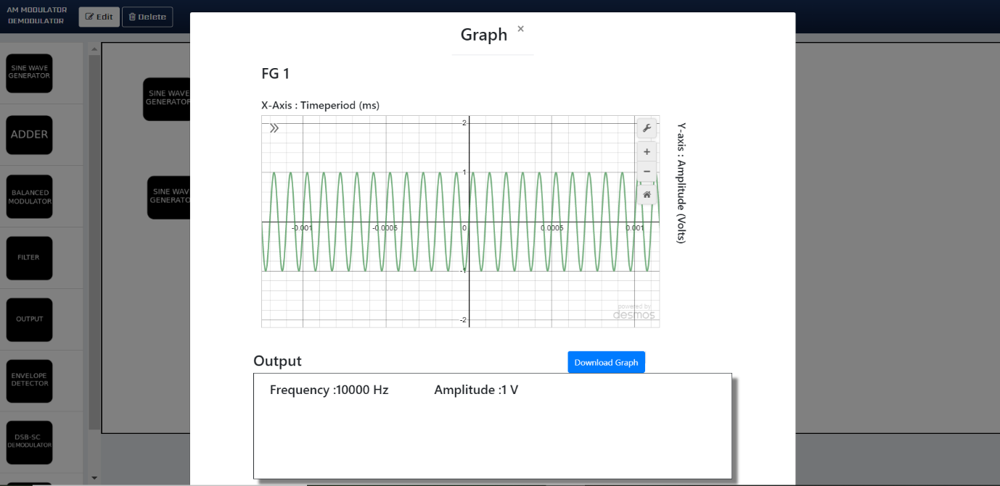 AM MODULATOR
DEMODULATOR
Edit
Delete
Graph
×
SINE WAVE
GENERATOR
ADDER
BALANCED
MODULATOR
FILTER
OUTPUT
ENVELOPE
DETECTOR
DSB-SC
DEMODULATOR
SINE WAVE
GENERATOR
SINE WAV
GENERATO
FG 1
X-Axis : Timeperiod (ms)
2
1
-0.001
-0.0005
0
0.0005
0.001
-1
-2
+
−
powered by
desmos
Y-axis : Amplitude (Volts)
Output
Download Graph
Frequency :10000 Hz
Amplitude :1 V